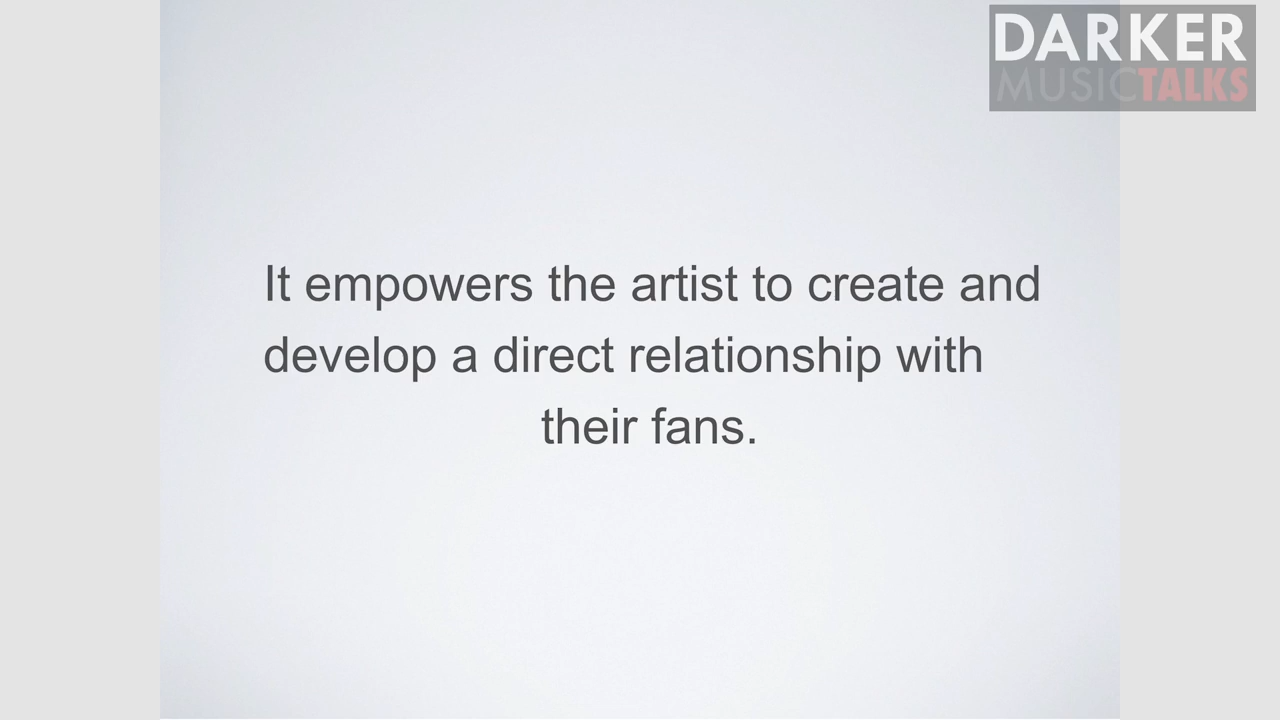 DARKER
MUSICTALKS
It empowers the artist to create and
develop a direct relationship with
their fans.